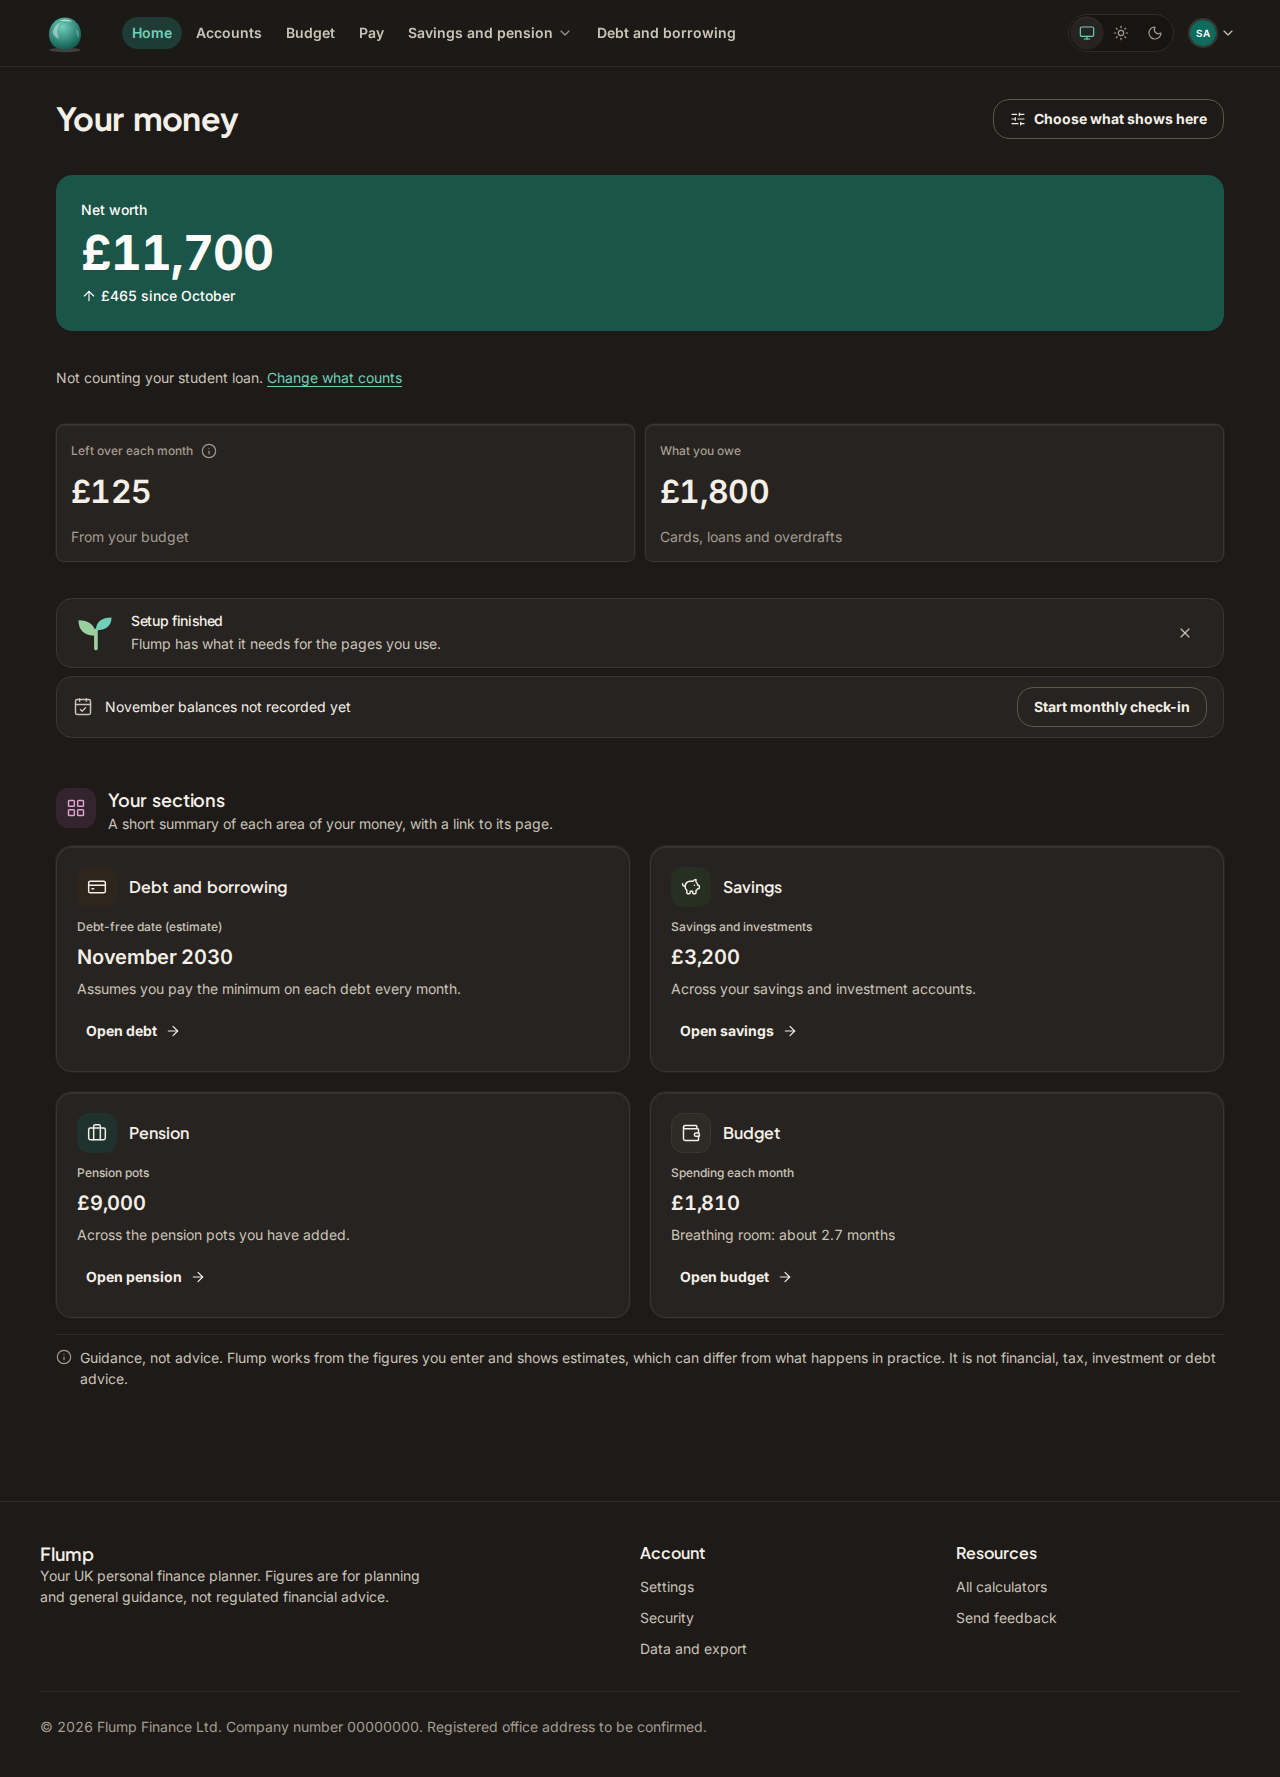 Home
Accounts
Budget
Pay
Savings and pension
Debt and borrowing
SA
Your money
Choose what shows here
Net worth
£11,700
↑ £465 since October
Not counting your student loan. Change what counts
Left over each month
£125
From your budget
What you owe
£1,800
Cards, loans and overdrafts
Setup finished
Flump has what it needs for the pages you use.
November balances not recorded yet
Start monthly check-in
Your sections
A short summary of each area of your money, with a link to its page.
Debt and borrowing
Debt-free date (estimate)
November 2030
Assumes you pay the minimum on each debt every month.
Open debt →
Savings
Savings and investments
£3,200
Across your savings and investment accounts.
Open savings →
Pension
Pension pots
£9,000
Across the pension pots you have added.
Open pension →
Budget
Spending each month
£1,810
Breathing room: about 2.7 months
Open budget →
Guidance, not advice. Flump works from the figures you enter and shows estimates, which can differ from what happens in practice. It is not financial, tax, investment or debt
advice.
Flump
Your UK personal finance planner. Figures are for planning
and general guidance, not regulated financial advice.
Account
Settings
Security
Data and export
Resources
All calculators
Send feedback
© 2026 Flump Finance Ltd. Company number 00000000. Registered office address to be confirmed.